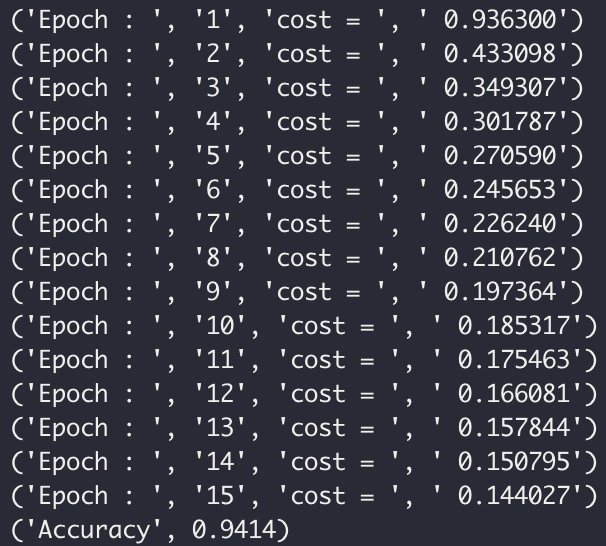 ('Epoch : ', '1', 'cost = ', ' 0.936300')
('Epoch : ', '2', 'cost = ', ' 0.433098')
('Epoch : ', '3', 'cost = ', ' 0.349307')
('Epoch : ', '4', 'cost = ', ' 0.301787')
('Epoch : ', '5', 'cost = ', ' 0.270590')
('Epoch : ', '6', 'cost = ', ' 0.245653')
('Epoch : ', '7', 'cost = ', ' 0.226240')
('Epoch : ', '8', 'cost = ', ' 0.210762')
('Epoch : ', '9', 'cost = ', ' 0.197364')
('Epoch : ', '10', 'cost = ', ' 0.185317')
('Epoch : ', '11', 'cost = ', ' 0.175463')
('Epoch : ', '12', 'cost = ', ' 0.166081')
('Epoch : ', '13', 'cost = ', ' 0.157844')
('Epoch : ', '14', 'cost = ', ' 0.150795')
('Epoch : ', '15', 'cost = ', ' 0.144027')
('Accuracy', 0.9414)